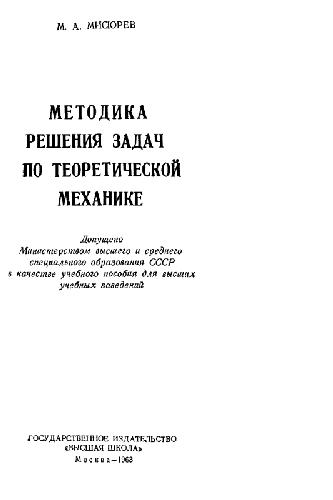 М. А. МИСЮРЕВ
МЕТОДИКА
РЕШЕНИЯ ЗАДАЧ
ПО ТЕОРЕТИЧЕСКОЙ
МЕХАНИКЕ
Допущено
Министерством высшего и среднего
специального образования СССР
в качестве учебного пособия для высших
учебных заведений
ГОСУДАРСТВЕННОЕ ИЗДАТЕЛЬСТВО
«ВЫСШАЯ ШКОЛА»
Москва—1963